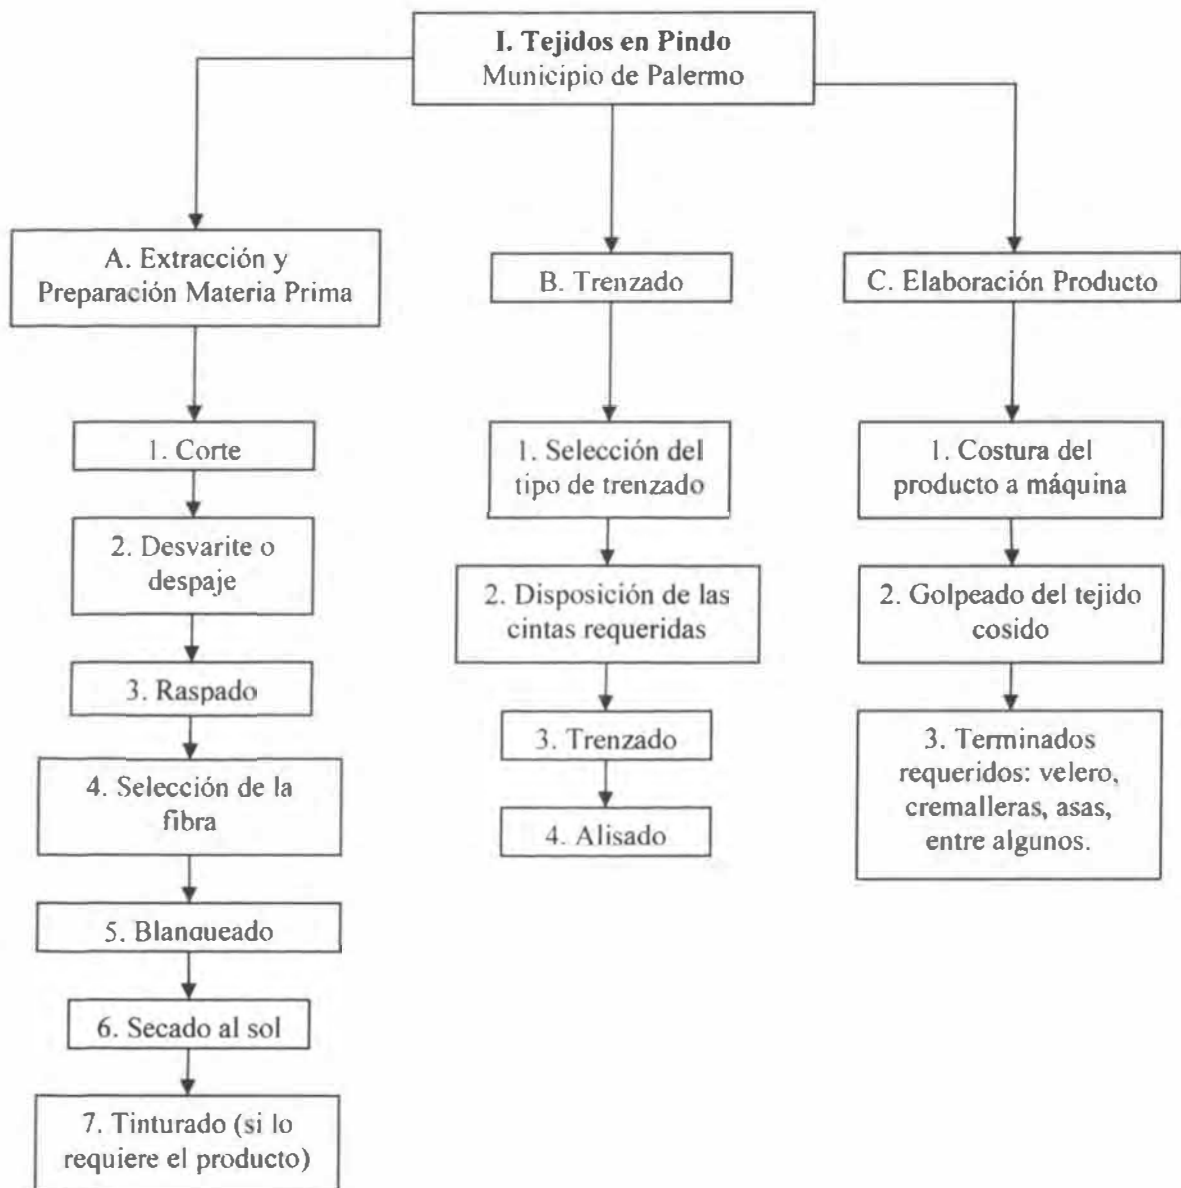 I. Tejidos en Pindo
Municipio de Palermo
A. Extracción y
Preparación Materia Prima
1. Corte
2. Desvarite o
despaje
3. Raspado
4. Selección de la
fibra
5. Blanqueado
6. Secado al sol
7. Tinturado (si lo
requiere el producto)
B. Trenzado
1. Selección del
tipo de trenzado
2. Disposición de las
cintas requeridas
3. Trenzado
4. Alisado
C. Elaboración Producto
1. Costura del
producto a máquina
2. Golpeado del tejido
cosido
3. Terminados
requeridos: velero,
cremalleras, asas,
entre algunos.